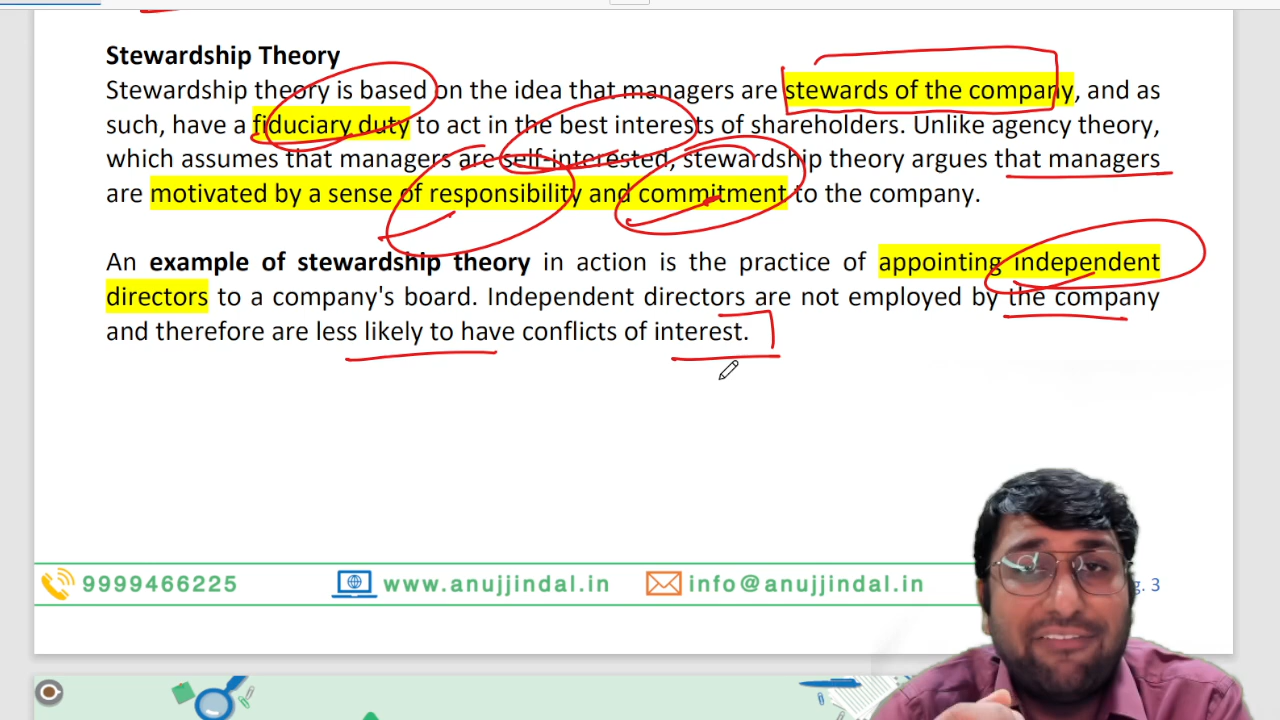 Stewardship Theory
Stewardship theory is based on the idea that managers are stewards of the company, and as
such, have a fiduciary duty to act in the best interests of shareholders. Unlike agency theory,
which assumes that managers are self-interested, stewardship theory argues that managers
are motivated by a sense of responsibility and commitment to the company.
An example of stewardship theory in action is the practice of appointing independent
directors to a company's board. Independent directors are not employed by the company
and therefore are less likely to have conflicts of interest.
9999466225 www.anujjindal.in info@anujjindal.in g. 3